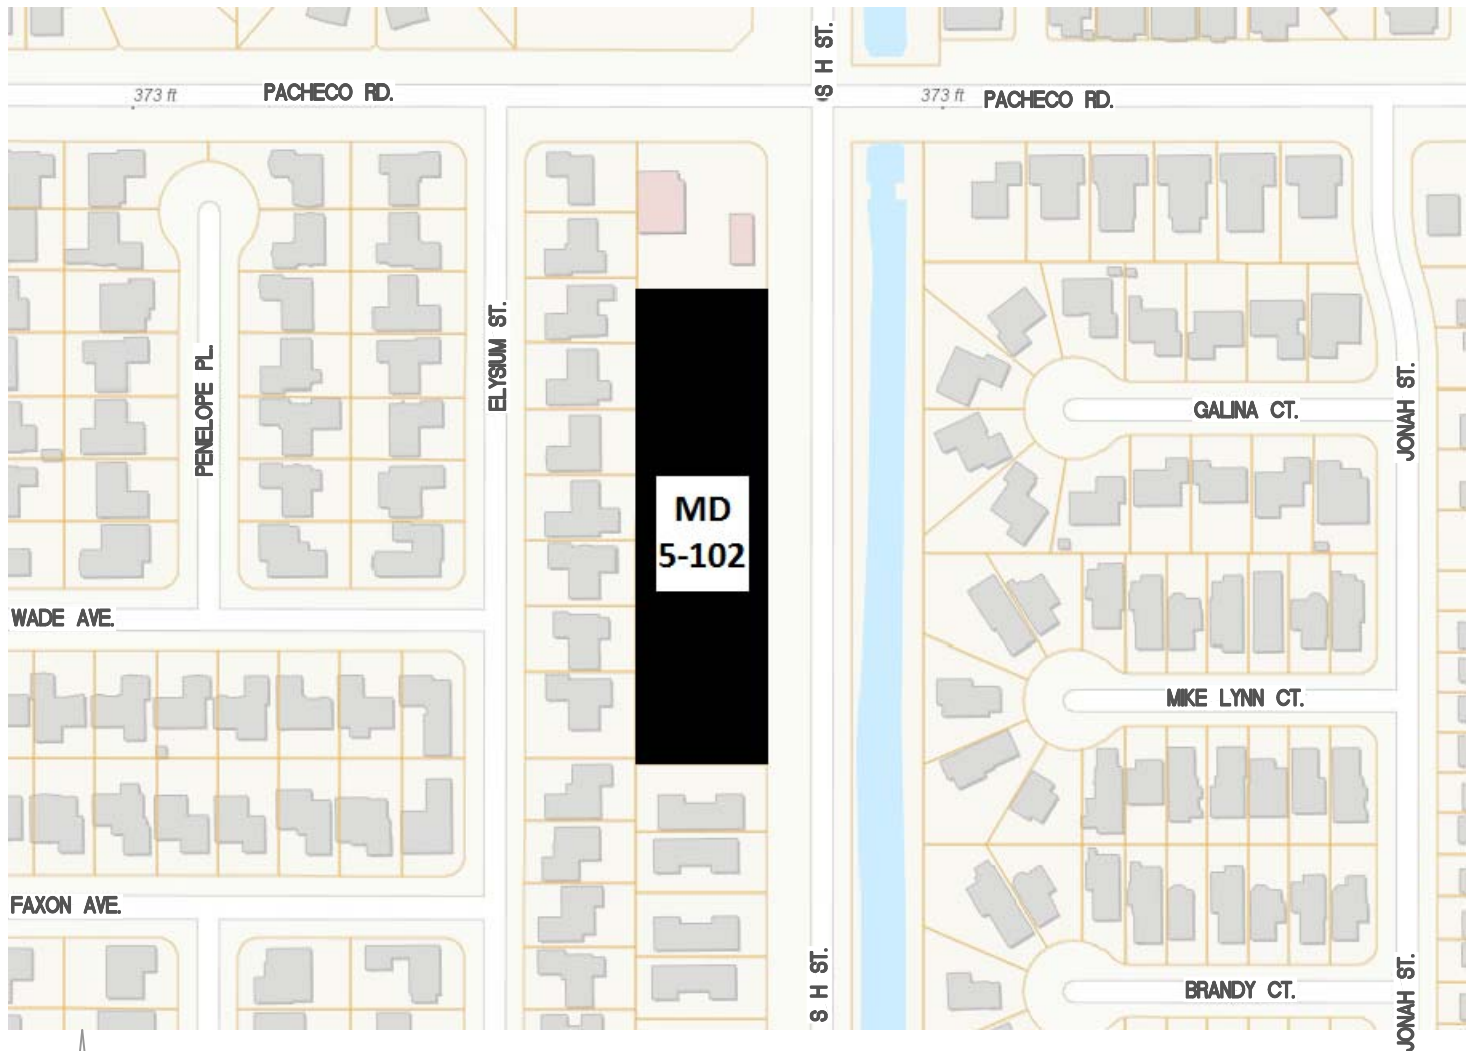 S H ST.
373 ft
PACHECO RD.
373 ft
PACHECO RD.
ELYSIUM ST.
PENELOPE PL.
GALINA CT.
JONAH ST.
MD
5-102
WADE AVE.
MIKE LYNN CT.
FAXON AVE.
S H ST.
BRANDY CT.
JONAH ST.